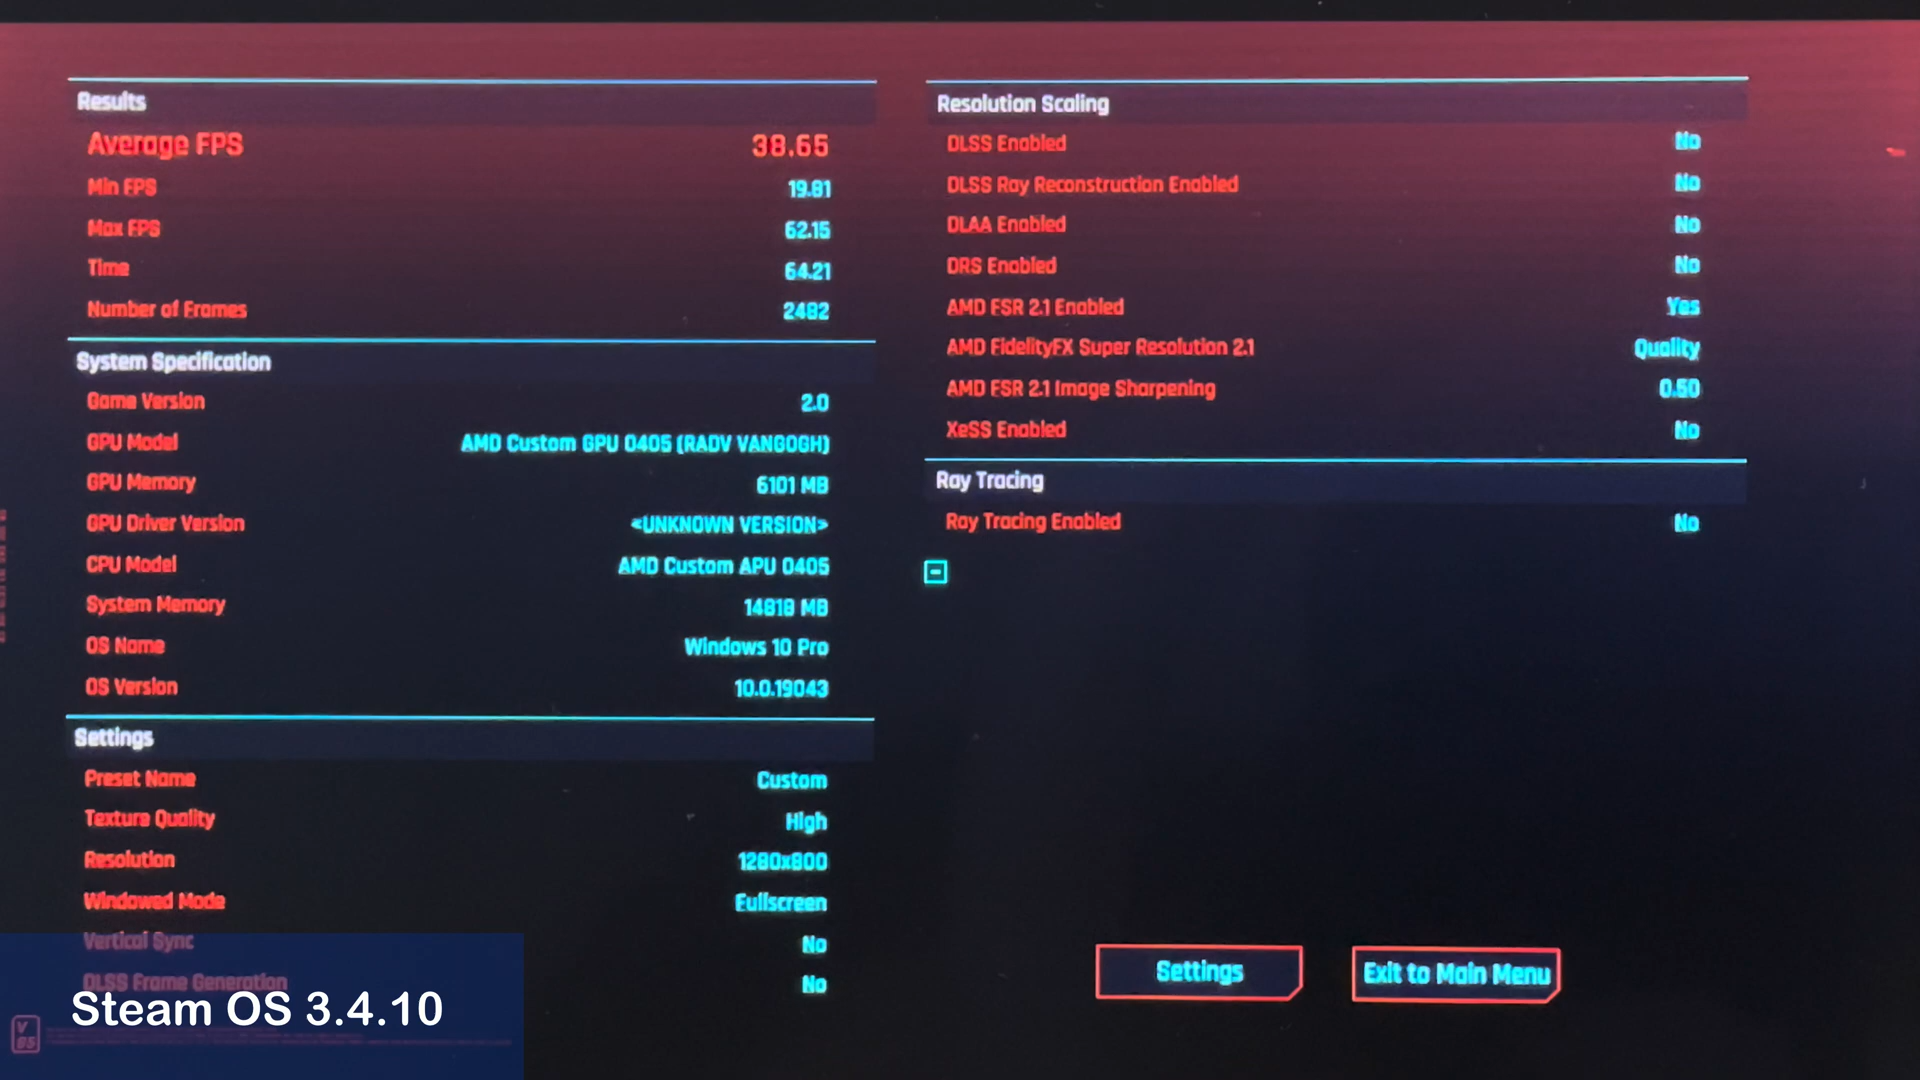 Results
Average FPS 38.65
Min FPS 19.81
Max FPS 62.15
Time 64.21
Number of Frames 2482
System Specification
Game Version 2.0
GPU Model AMD Custom GPU 0405 (RADV VANGOGH)
GPU Memory 6101 MB
GPU Driver Version <UNKNOWN VERSION>
CPU Model AMD Custom APU 0405
System Memory 14818 MB
OS Name Windows 10 Pro
OS Version 10.0.19043
Settings
Preset Name Custom
Texture Quality High
Resolution 1280x800
Windowed Mode Fullscreen
Vertical Sync No
DLSS Frame Generation No
Resolution Scaling
DLSS Enabled No
DLSS Ray Reconstruction Enabled No
DLAA Enabled No
DRS Enabled No
AMD FSR 2.1 Enabled Yes
AMD FidelityFX Super Resolution 2.1 Quality
AMD FSR 2.1 Image Sharpening 0.50
XeSS Enabled No
Ray Tracing
Ray Tracing Enabled No
Settings
Exit to Main Menu
Steam OS 3.4.10
V
85